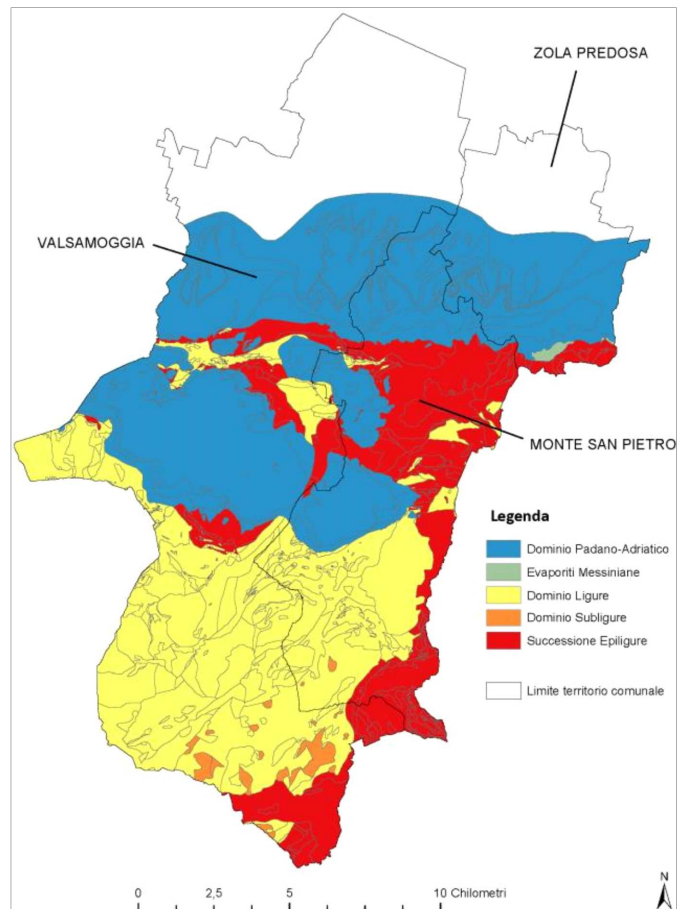 ZOLA PREDOSA
VALSAMOGGIA
MONTE SAN PIETRO
Legenda
Dominio Padano-Adriatico
Evaporiti Messiniane
Dominio Ligure
Dominio Subligure
Successione Epiligure
Limite territorio comunale
N
0 2,5 5 10 Chilometri